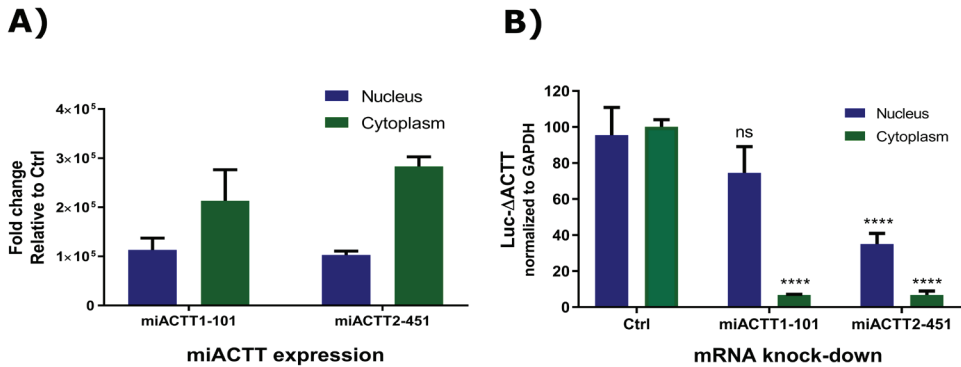 A)
Fold change
Relative to Ctrl
4×10⁵
3×10⁵
2×10⁵
1×10⁵
0
Nucleus
Cytoplasm
miACTT1-101
miACTT2-451
miACTT expression
B)
Luc-ΔACTT
normalized to GAPDH
120
100
80
60
40
20
0
Nucleus
Cytoplasm
ns
****
****
****
Ctrl
miACTT1-101
miACTT2-451
mRNA knock-down